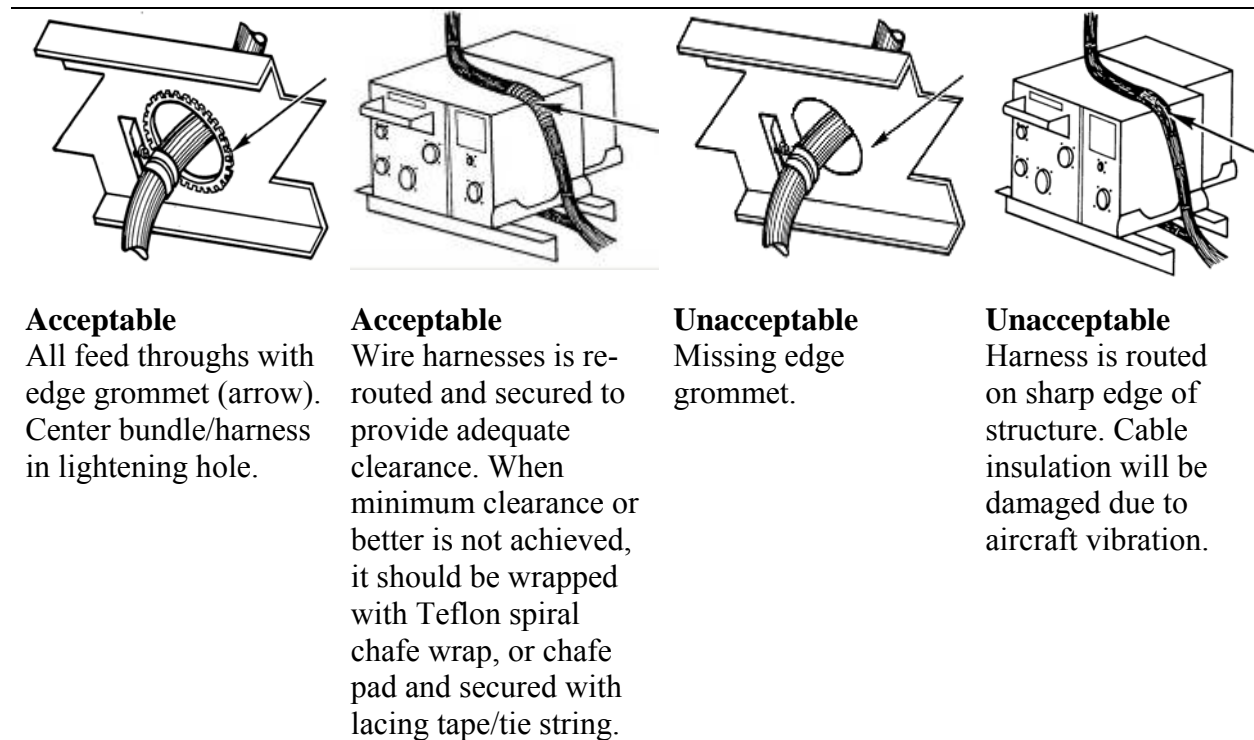 Acceptable
All feed throughs with
edge grommet (arrow).
Center bundle/harness
in lightening hole.
Acceptable
Wire harnesses is re-
routed and secured to
provide adequate
clearance. When
minimum clearance or
better is not achieved,
it should be wrapped
with Teflon spiral
chafe wrap, or chafe
pad and secured with
lacing tape/tie string.
Unacceptable
Missing edge
grommet.
Unacceptable
Harness is routed
on sharp edge of
structure. Cable
insulation will be
damaged due to
aircraft vibration.